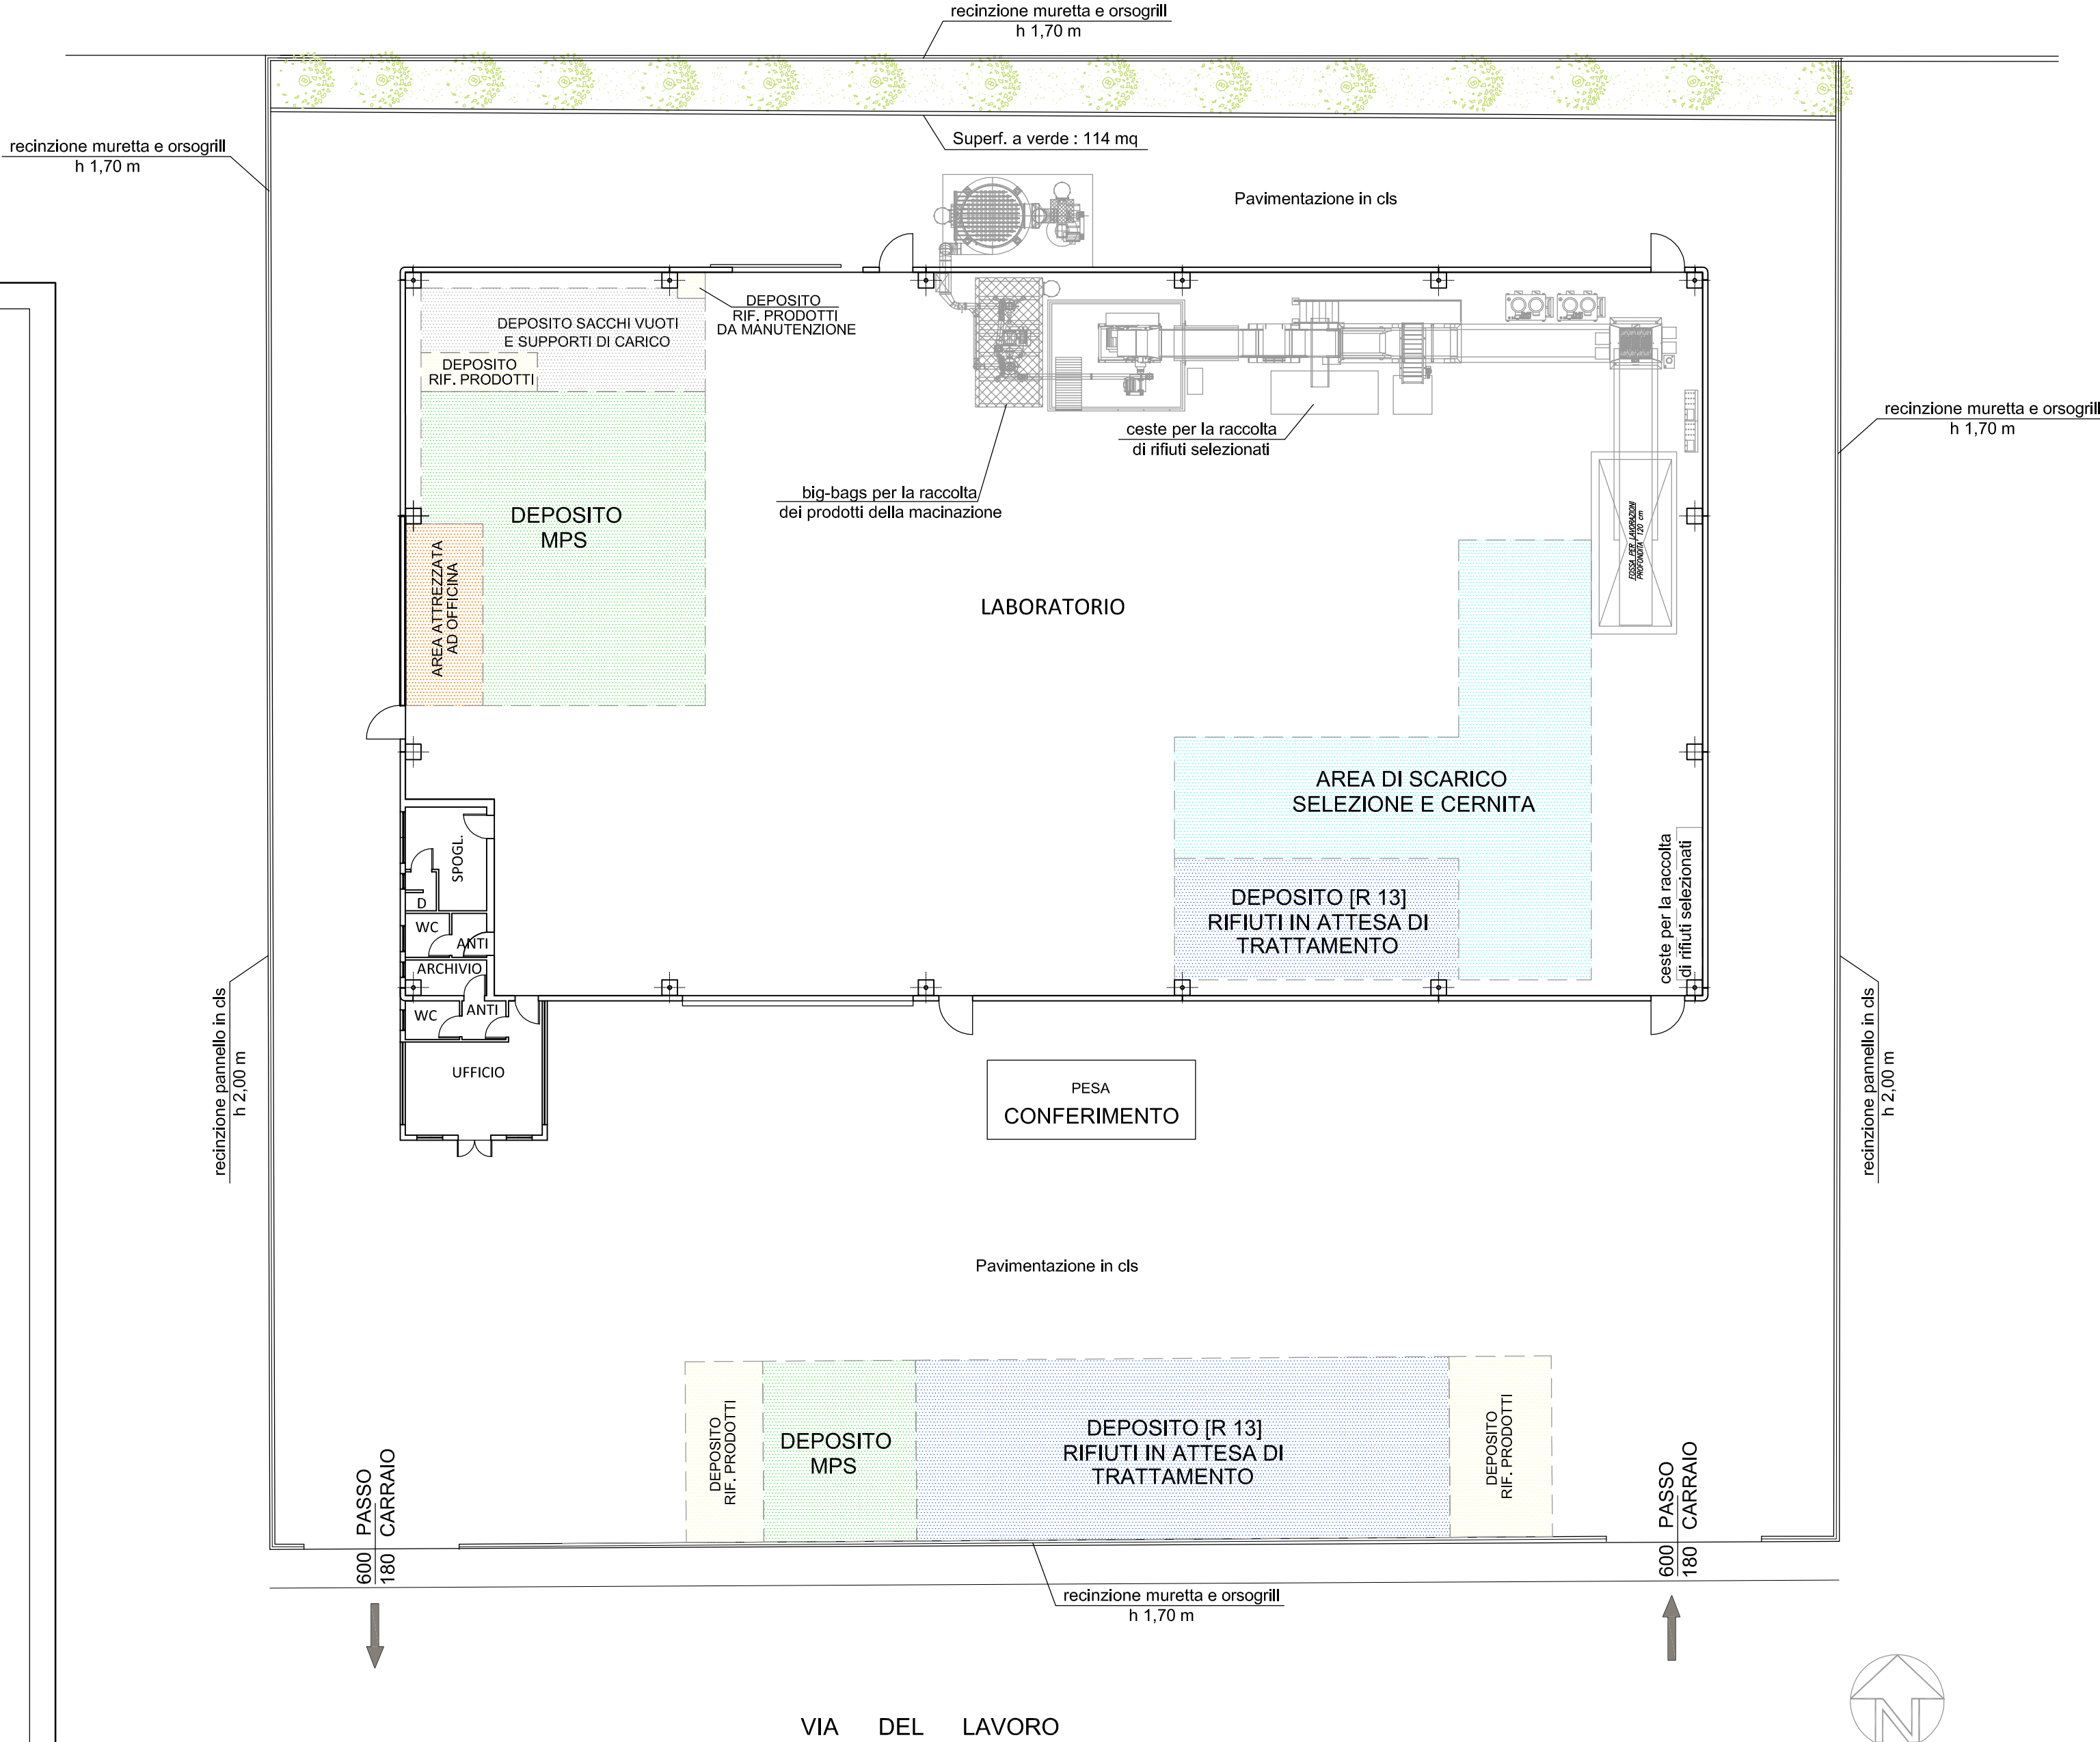 recinzione muretta e orsogrill
h 1,70 m
Superf. a verde : 114 mq
recinzione muretta e orsogrill
h 1,70 m
Pavimentazione in cls
DEPOSITO
RIF. PRODOTTI
DA MANUTENZIONE
DEPOSITO SACCHI VUOTI
E SUPPORTI DI CARICO
DEPOSITO
RIF. PRODOTTI
recinzione muretta e orsogrill
h 1,70 m
ceste per la raccolta
di rifiuti selezionati
big-bags per la raccolta
dei prodotti della macinazione
DEPOSITO
MPS
FOSSA PER LAVORAZIONI
PROFONDITA' 120 cm
AREA ATTREZZATA
AD OFFICINA
LABORATORIO
AREA DI SCARICO
SELEZIONE E CERNITA
SPOGL.
D
WC
ANTI
ARCHIVIO
WC
ANTI
UFFICIO
DEPOSITO [R 13]
RIFIUTI IN ATTESA DI
TRATTAMENTO
ceste per la raccolta
di rifiuti selezionati
recinzione pannello in cls
h 2,00 m
PESA
CONFERIMENTO
recinzione pannello in cls
h 2,00 m
Pavimentazione in cls
DEPOSITO
RIF. PRODOTTI
DEPOSITO
MPS
DEPOSITO [R 13]
RIFIUTI IN ATTESA DI
TRATTAMENTO
DEPOSITO
RIF. PRODOTTI
600 PASSO
180 CARRAIO
600 PASSO
180 CARRAIO
recinzione muretta e orsogrill
h 1,70 m
VIA DEL LAVORO
N